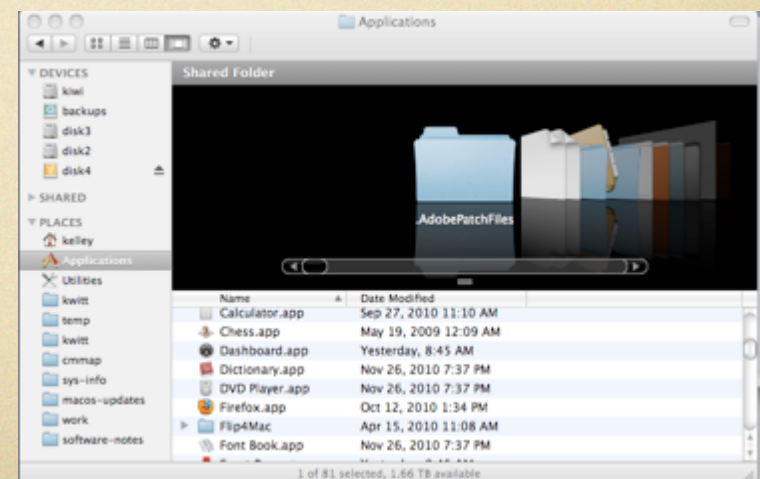 Applications
DEVICES
kiwi
backups
disk3
disk2
disk4
SHARED
PLACES
kelley
Applications
Utilities
kwitt
temp
kwitt
cmmap
sys-info
macos-updates
work
software-notes
Shared Folder
.AdobePatchFiles
Name Date Modified
Calculator.app Sep 27, 2010 11:10 AM
Chess.app May 19, 2009 12:09 AM
Dashboard.app Yesterday, 8:45 AM
Dictionary.app Nov 26, 2010 7:37 PM
DVD Player.app Nov 26, 2010 7:37 PM
Firefox.app Oct 12, 2010 1:34 PM
Flip4Mac Apr 15, 2010 11:08 AM
Font Book.app Nov 26, 2010 7:37 PM
1 of 81 selected, 1.66 TB available